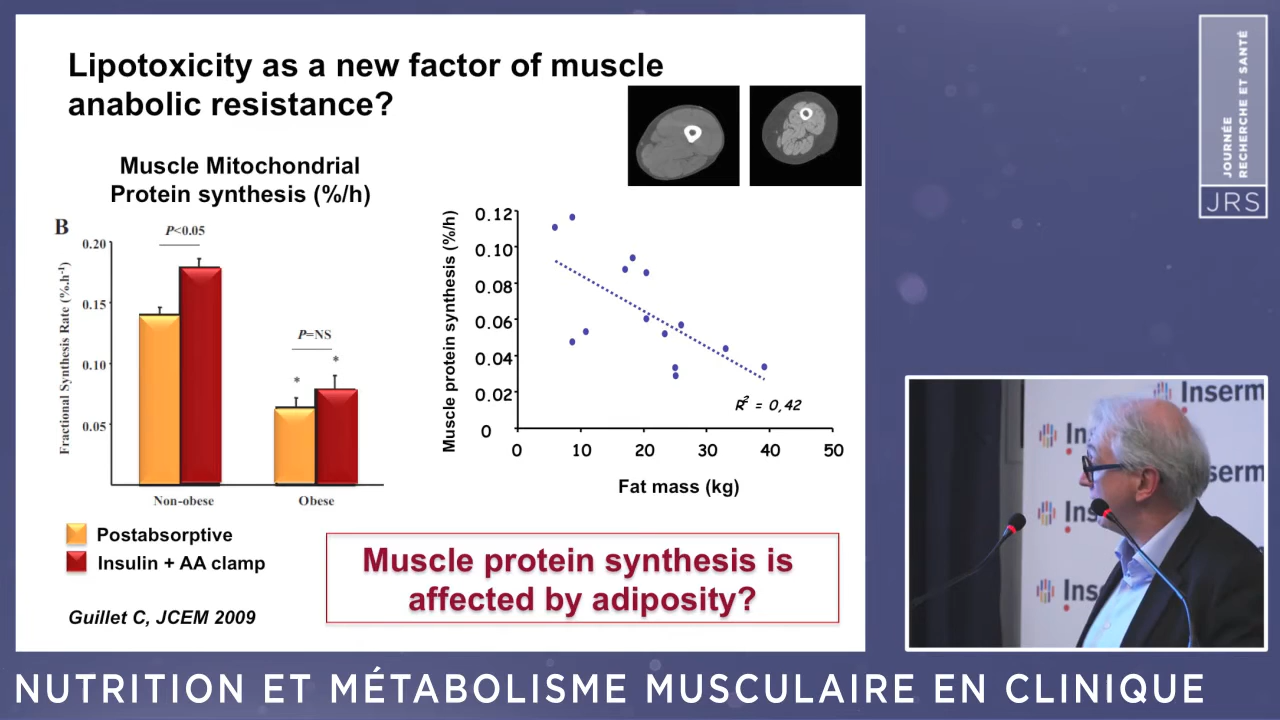 Lipotoxicity as a new factor of muscle
anabolic resistance?
Muscle Mitochondrial
Protein synthesis (%/h)
B
P<0.05
0.20
0.15
0.10
0.05
Fractional Synthesis Rate (%.h⁻¹)
P=NS
*
*
Non-obese
Obese
Postabsorptive
Insulin + AA clamp
Guillet C, JCEM 2009
Muscle protein synthesis (%/h)
0.12
0.10
0.08
0.06
0.04
0.02
0
0
10
20
30
40
50
R² = 0,42
Fat mass (kg)
Muscle protein synthesis is
affected by adiposity?
JOURNÉE
RECHERCHE ET SANTÉ
JRS
Inserm
In
serm
Ins
Ins
NUTRITION ET MÉTABOLISME MUSCULAIRE EN CLINIQUE